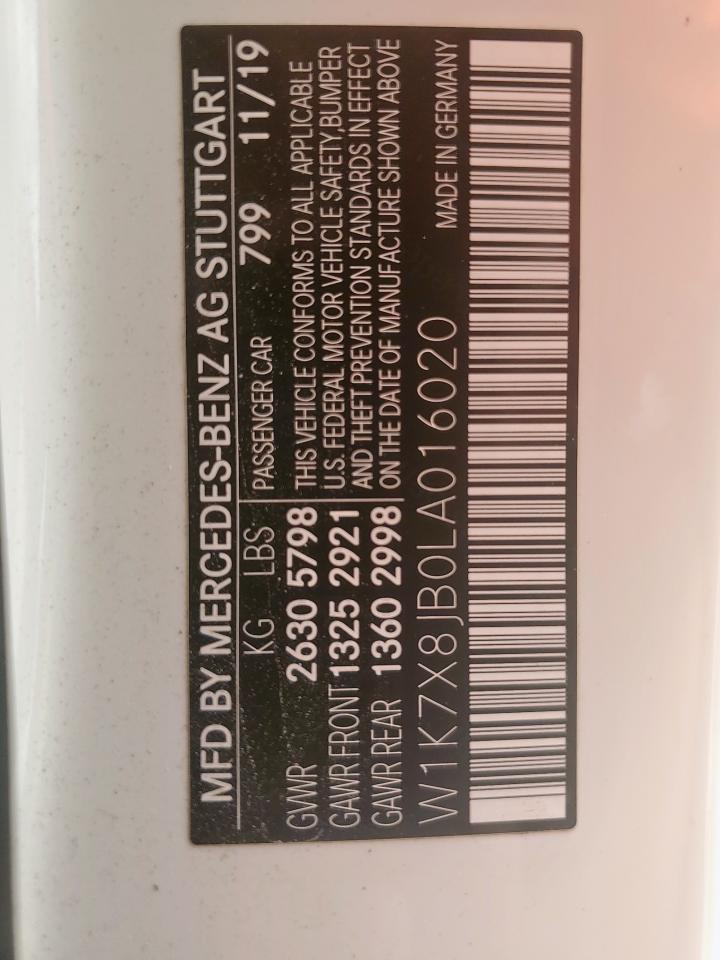 MFD BY MERCEDES-BENZ AG STUTTGART
KG LBS PASSENGER CAR 799 11/19
GVWR 2630 5798 THIS VEHICLE CONFORMS TO ALL APPLICABLE
GAWR FRONT 1325 2921 U.S. FEDERAL MOTOR VEHICLE SAFETY,BUMPER
AND THEFT PREVENTION STANDARDS IN EFFECT
GAWR REAR 1360 2998 ON THE DATE OF MANUFACTURE SHOWN ABOVE
W1K7X8JB0LA016020 MADE IN GERMANY